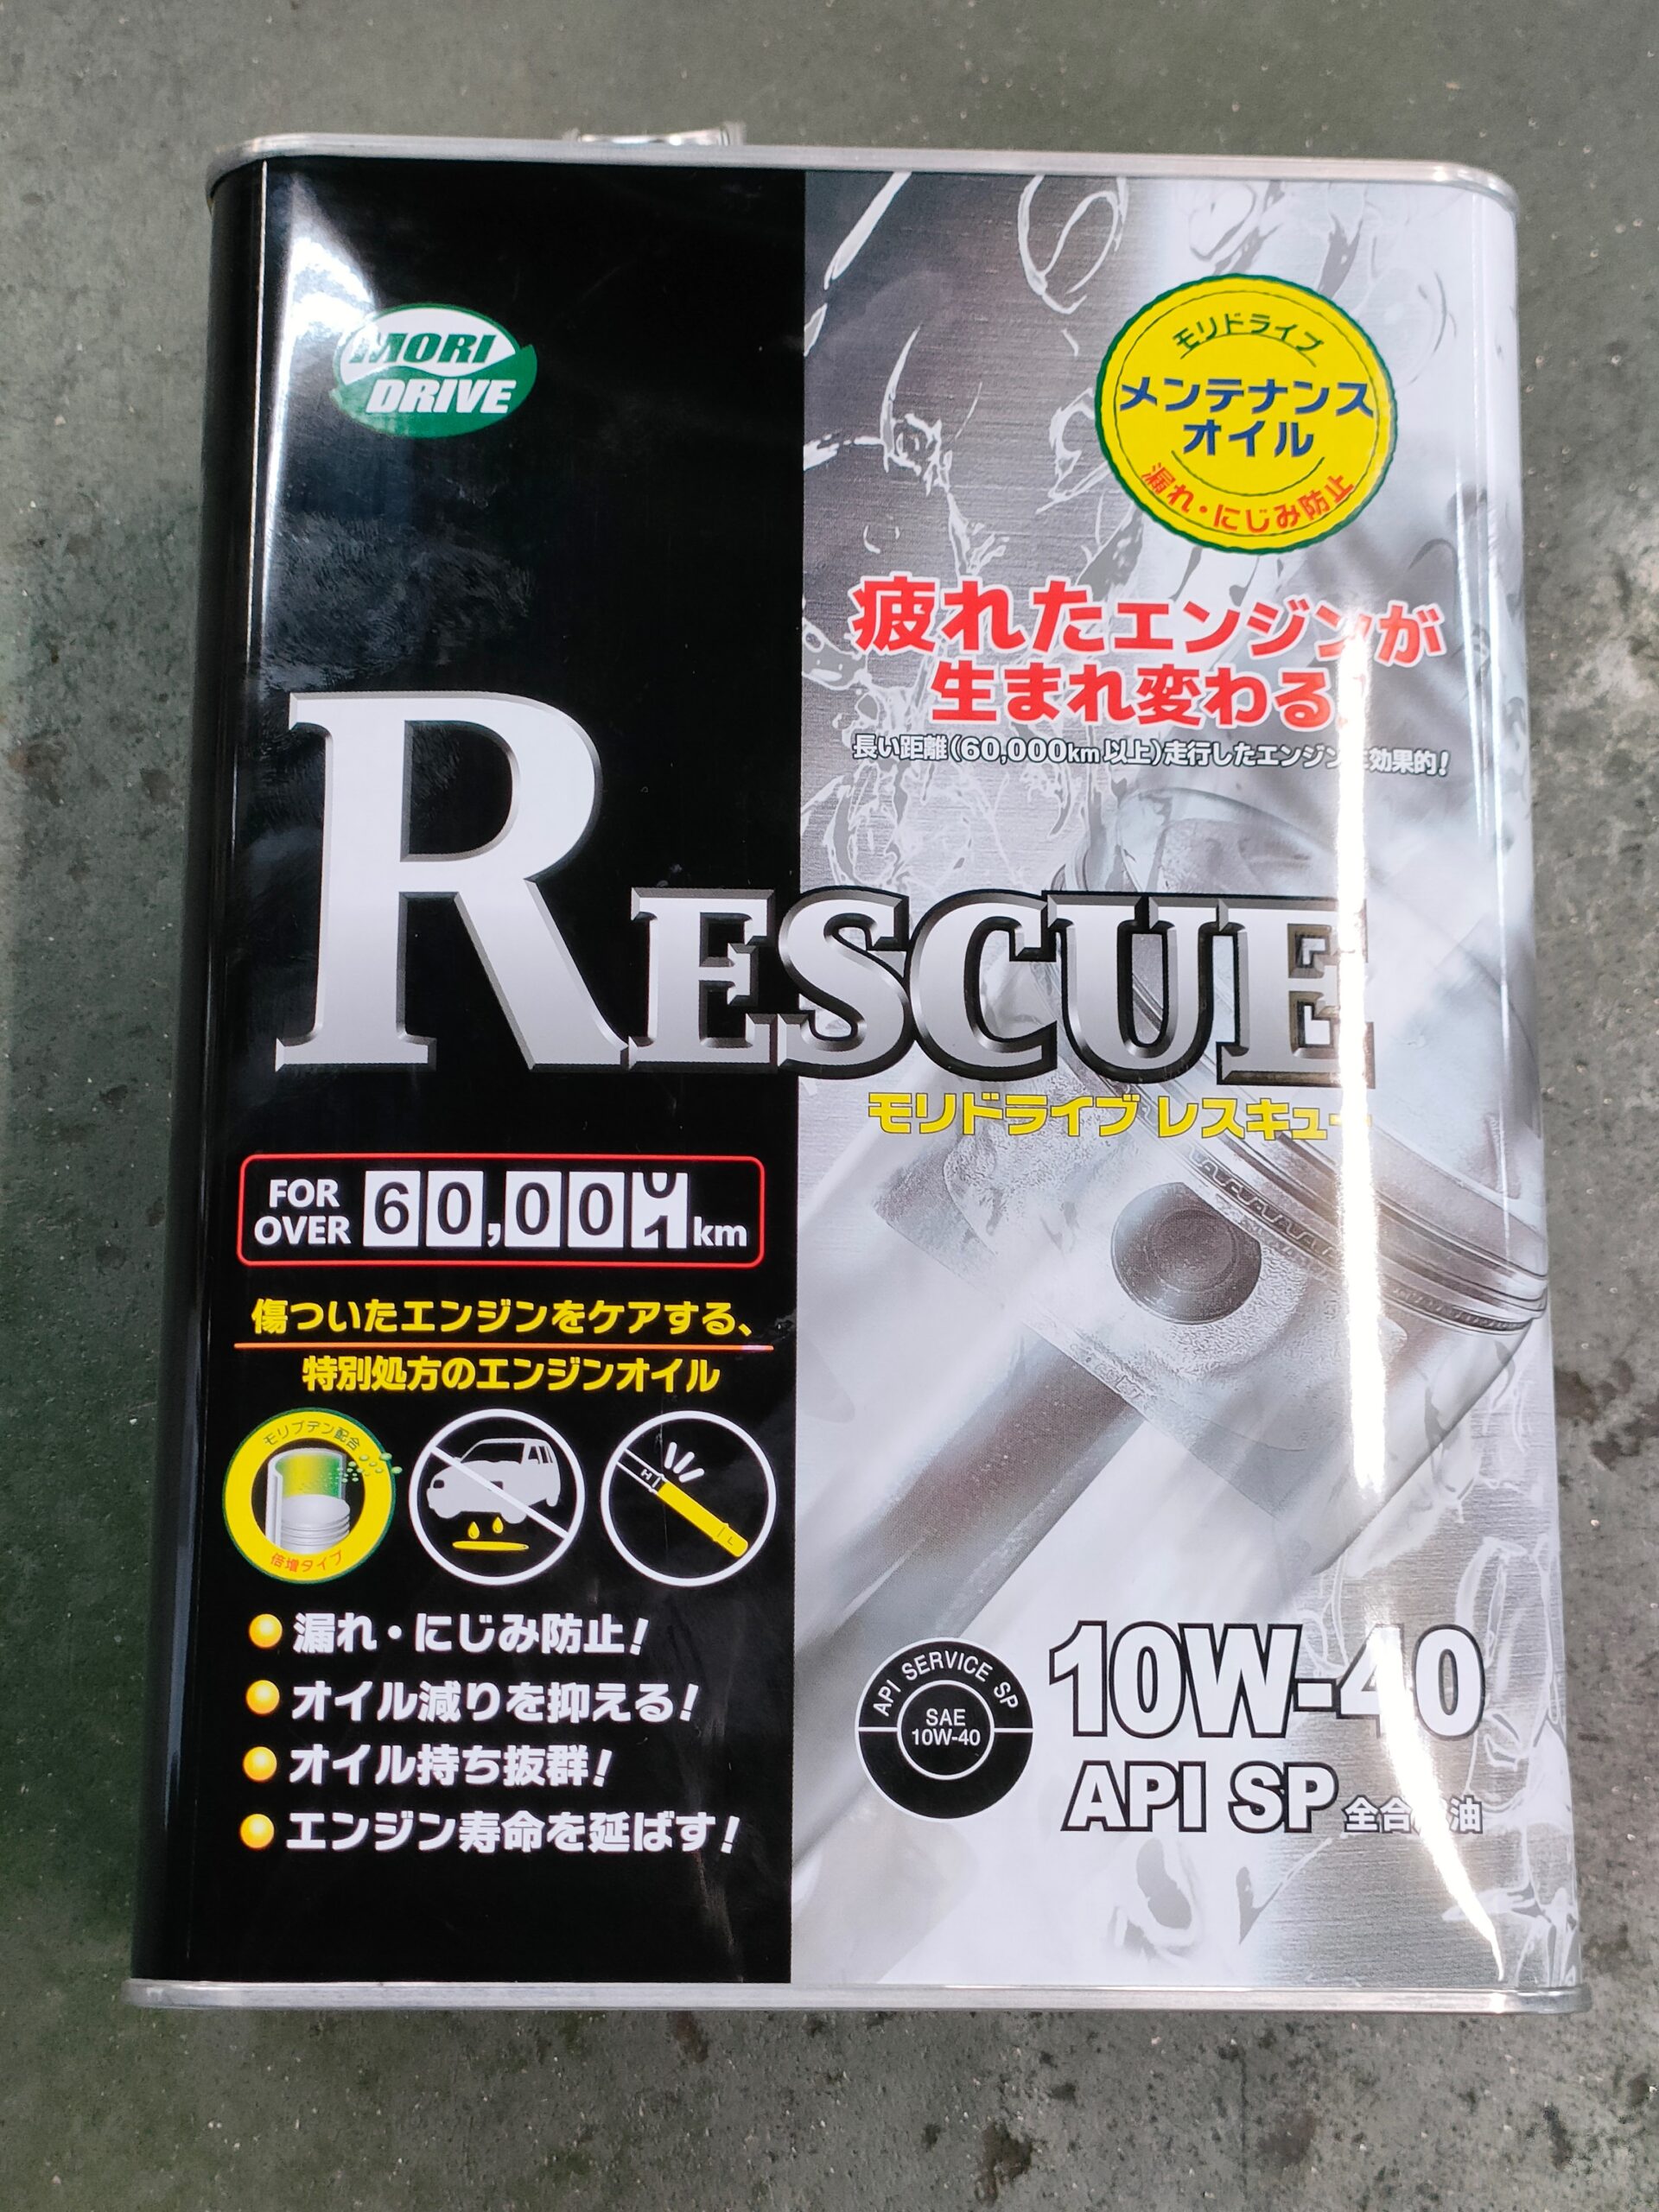 MORI
DRIVE
モリドライブ
メンテナンス
オイル
漏れ・にじみ防止
疲れたエンジンが
生まれ変わる
長い距離(60,000km以上)走行したエンジンに効果的!
RESCUE
モリドライブ レスキュー
FOR
OVER 60,000 km
1
傷ついたエンジンをケアする、
特別処方のエンジンオイル
モリブデン配合
倍増タイプ
H
L
漏れ・にじみ防止!
オイル減りを抑える!
オイル持ち抜群!
エンジン寿命を延ばす!
API SERVICE SP
SAE
10W-40
10W-40
API SP 全合成油